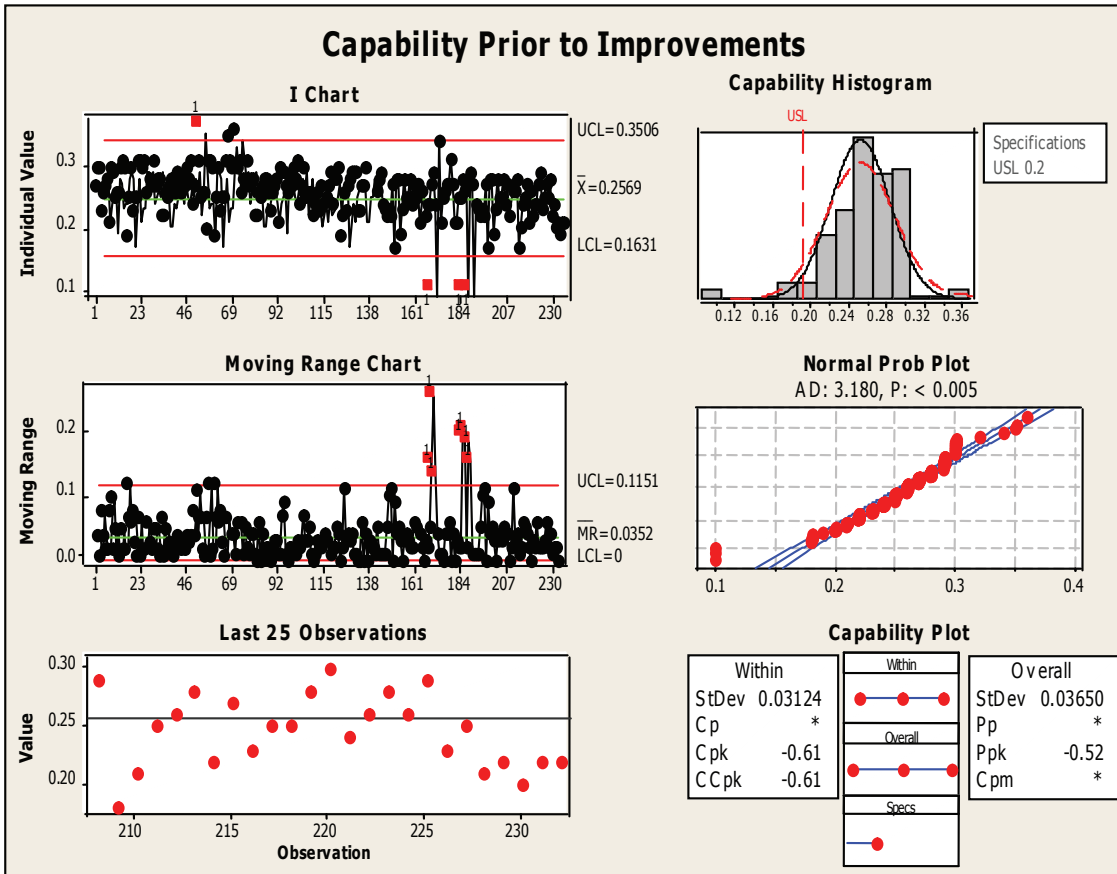 Capability Prior to Improvements
I Chart
Individual Value
0.3
0.2
0.1
1
1
1
1
UCL=0.3506
X=0.2569
LCL=0.1631
1 23 46 69 92 115 138 161 184 207 230
Capability Histogram
USL
Specifications
USL 0.2
0.12 0.16 0.20 0.24 0.28 0.32 0.36
Moving Range Chart
Moving Range
0.2
0.1
0.0
1
1
1
1
1
1
1
UCL=0.1151
MR=0.0352
LCL=0
1 23 46 69 92 115 138 161 184 207 230
Normal Prob Plot
AD: 3.180, P: < 0.005
0.1 0.2 0.3 0.4
Last 25 Observations
Value
0.30
0.25
0.20
210 215 220 225 230
Observation
Capability Plot
Within
StDev 0.03124
Cp *
Cpk -0.61
CCpk -0.61
Within
Overall
Specs
Overall
StDev 0.03650
Pp *
Ppk -0.52
Cpm *